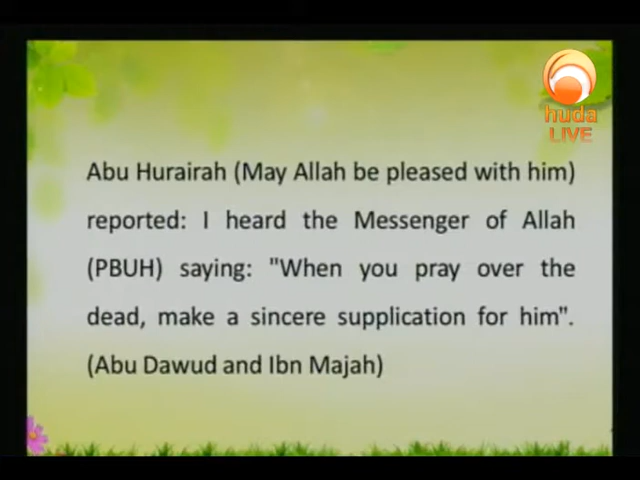 huda
LIVE
Abu Hurairah (May Allah be pleased with him)
reported: I heard the Messenger of Allah
(PBUH) saying: "When you pray over the
dead, make a sincere supplication for him".
(Abu Dawud and Ibn Majah)